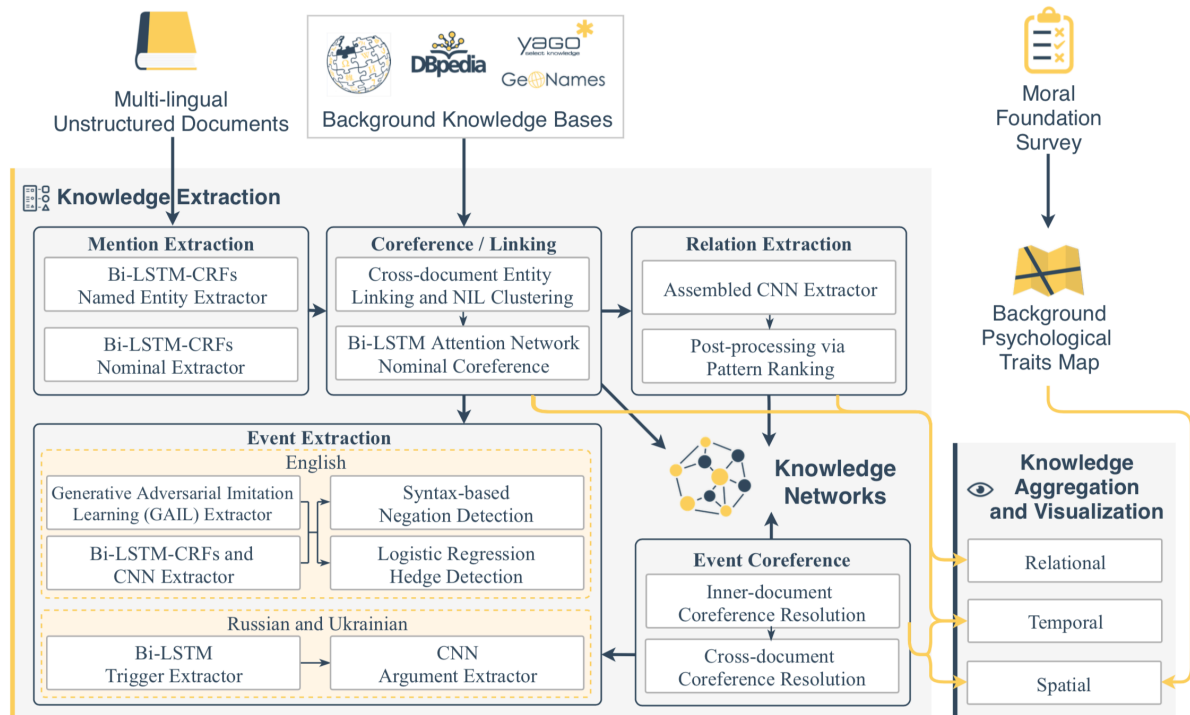 Multi-lingual
Unstructured Documents
DBpedia
yAGO
select knowledge
GeoNames
Background Knowledge Bases
Moral
Foundation
Survey
Knowledge Extraction
Mention Extraction
Bi-LSTM-CRFs
Named Entity Extractor
Bi-LSTM-CRFs
Nominal Extractor
Coreference / Linking
Cross-document Entity
Linking and NIL Clustering
Bi-LSTM Attention Network
Nominal Coreference
Relation Extraction
Assembled CNN Extractor
Post-processing via
Pattern Ranking
Background
Psychological
Traits Map
Event Extraction
English
Generative Adversarial Imitation
Learning (GAIL) Extractor
Bi-LSTM-CRFs and
CNN Extractor
Syntax-based
Negation Detection
Logistic Regression
Hedge Detection
Russian and Ukrainian
Bi-LSTM
Trigger Extractor
CNN
Argument Extractor
Knowledge
Networks
Event Coreference
Inner-document
Coreference Resolution
Cross-document
Coreference Resolution
Knowledge
Aggregation
and Visualization
Relational
Temporal
Spatial